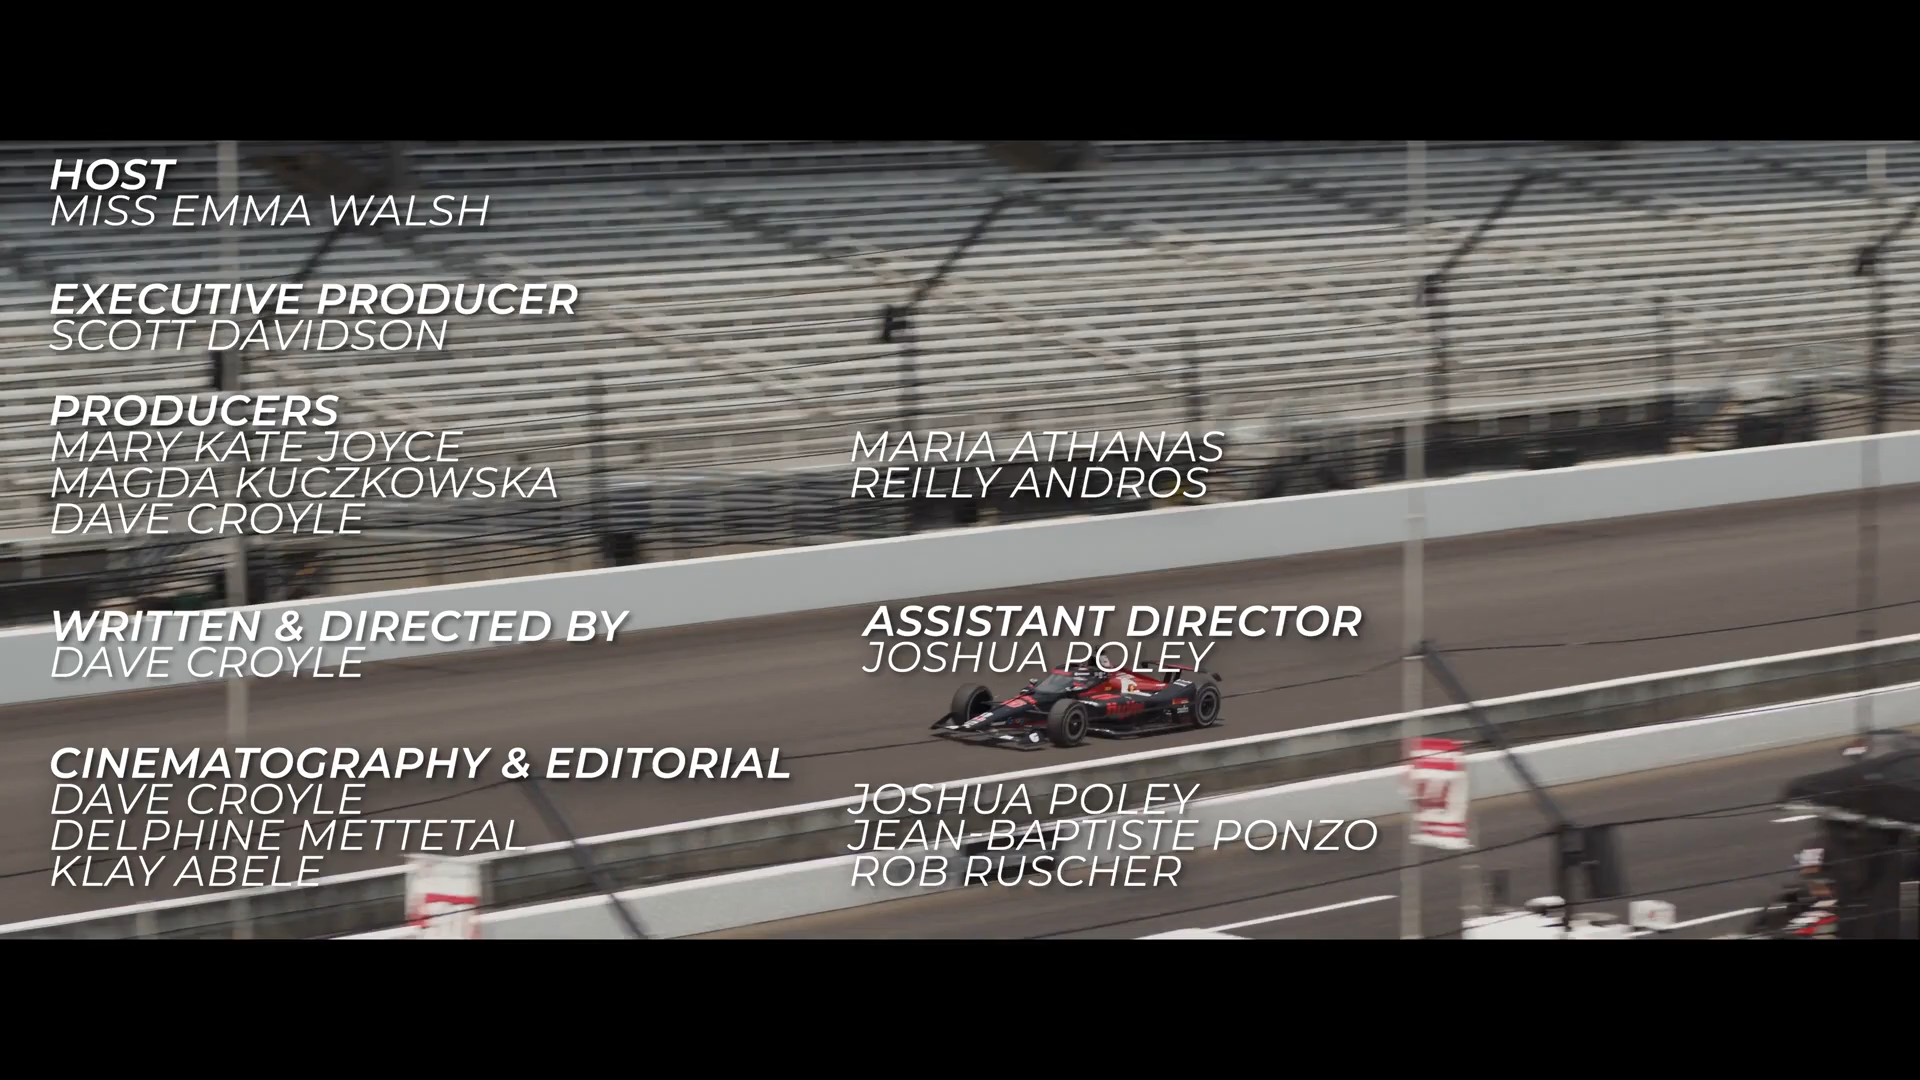 HOST
MISS EMMA WALSH
EXECUTIVE PRODUCER
SCOTT DAVIDSON
PRODUCERS
MARY KATE JOYCE
MAGDA KUCZKOWSKA
DAVE CROYLE
MARIA ATHANAS
REILLY ANDROS
WRITTEN & DIRECTED BY
DAVE CROYLE
ASSISTANT DIRECTOR
JOSHUA POLEY
CINEMATOGRAPHY & EDITORIAL
DAVE CROYLE
DELPHINE METTETAL
KLAY ABELE
JOSHUA POLEY
JEAN-BAPTISTE PONZO
ROB RUSCHER